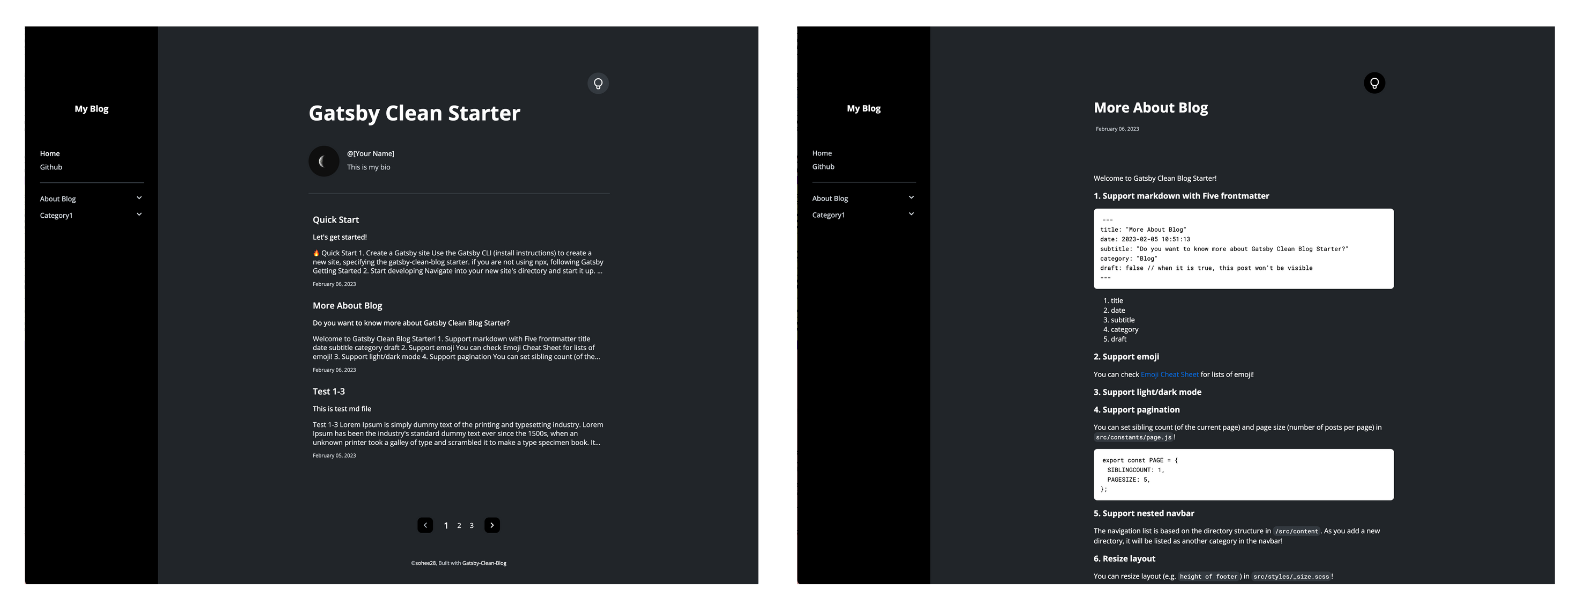 My Blog
Home
Github
About Blog
Category1
Gatsby Clean Starter
@[Your Name]
This is my bio
Quick Start
Let's get started!
🔥 Quick Start 1. Create a Gatsby site Use the Gatsby CLI (install instructions) to create a
new site, specifying the gatsby-clean-blog starter. if you are not using npx, following Gatsby
Getting Started 2. Start developing Navigate into your new site's directory and start it up. ...
February 06, 2023
More About Blog
Do you want to know more about Gatsby Clean Blog Starter?
Welcome to Gatsby Clean Blog Starter! 1. Support markdown with Five frontmatter title
date subtitle category draft 2. Support emoji You can check Emoji Cheat Sheet for lists of
emoji! 3. Support light/dark mode 4. Support pagination You can set sibling count (of the...
February 06, 2023
Test 1-3
This is test md file
Test 1-3 Lorem Ipsum is simply dummy text of the printing and typesetting industry. Lorem
Ipsum has been the industry's standard dummy text ever since the 1500s, when an
unknown printer took a galley of type and scrambled it to make a type specimen book. It...
February 05, 2023
1 2 3
©sohee28, Built with Gatsby-Clean-Blog
My Blog
Home
Github
About Blog
Category1
More About Blog
February 06, 2023
Welcome to Gatsby Clean Blog Starter!
1. Support markdown with Five frontmatter
---
title: "More About Blog"
date: 2023-02-05 10:51:13
subtitle: "Do you want to know more about Gatsby Clean Blog Starter?"
category: "Blog"
draft: false // when it is true, this post won't be visible
---
1. title
2. date
3. subtitle
4. category
5. draft
2. Support emoji
You can check Emoji Cheat Sheet for lists of emoji!
3. Support light/dark mode
4. Support pagination
You can set sibling count (of the current page) and page size (number of posts per page) in
src/constants/page.js !
export const PAGE = {
SIBLINGCOUNT: 1,
PAGESIZE: 5,
};
5. Support nested navbar
The navigation list is based on the directory structure in /src/content . As you add a new
directory, it will be listed as another category in the navbar!
6. Resize layout
You can resize layout (e.g. height of footer ) in src/styles/_size.scss !